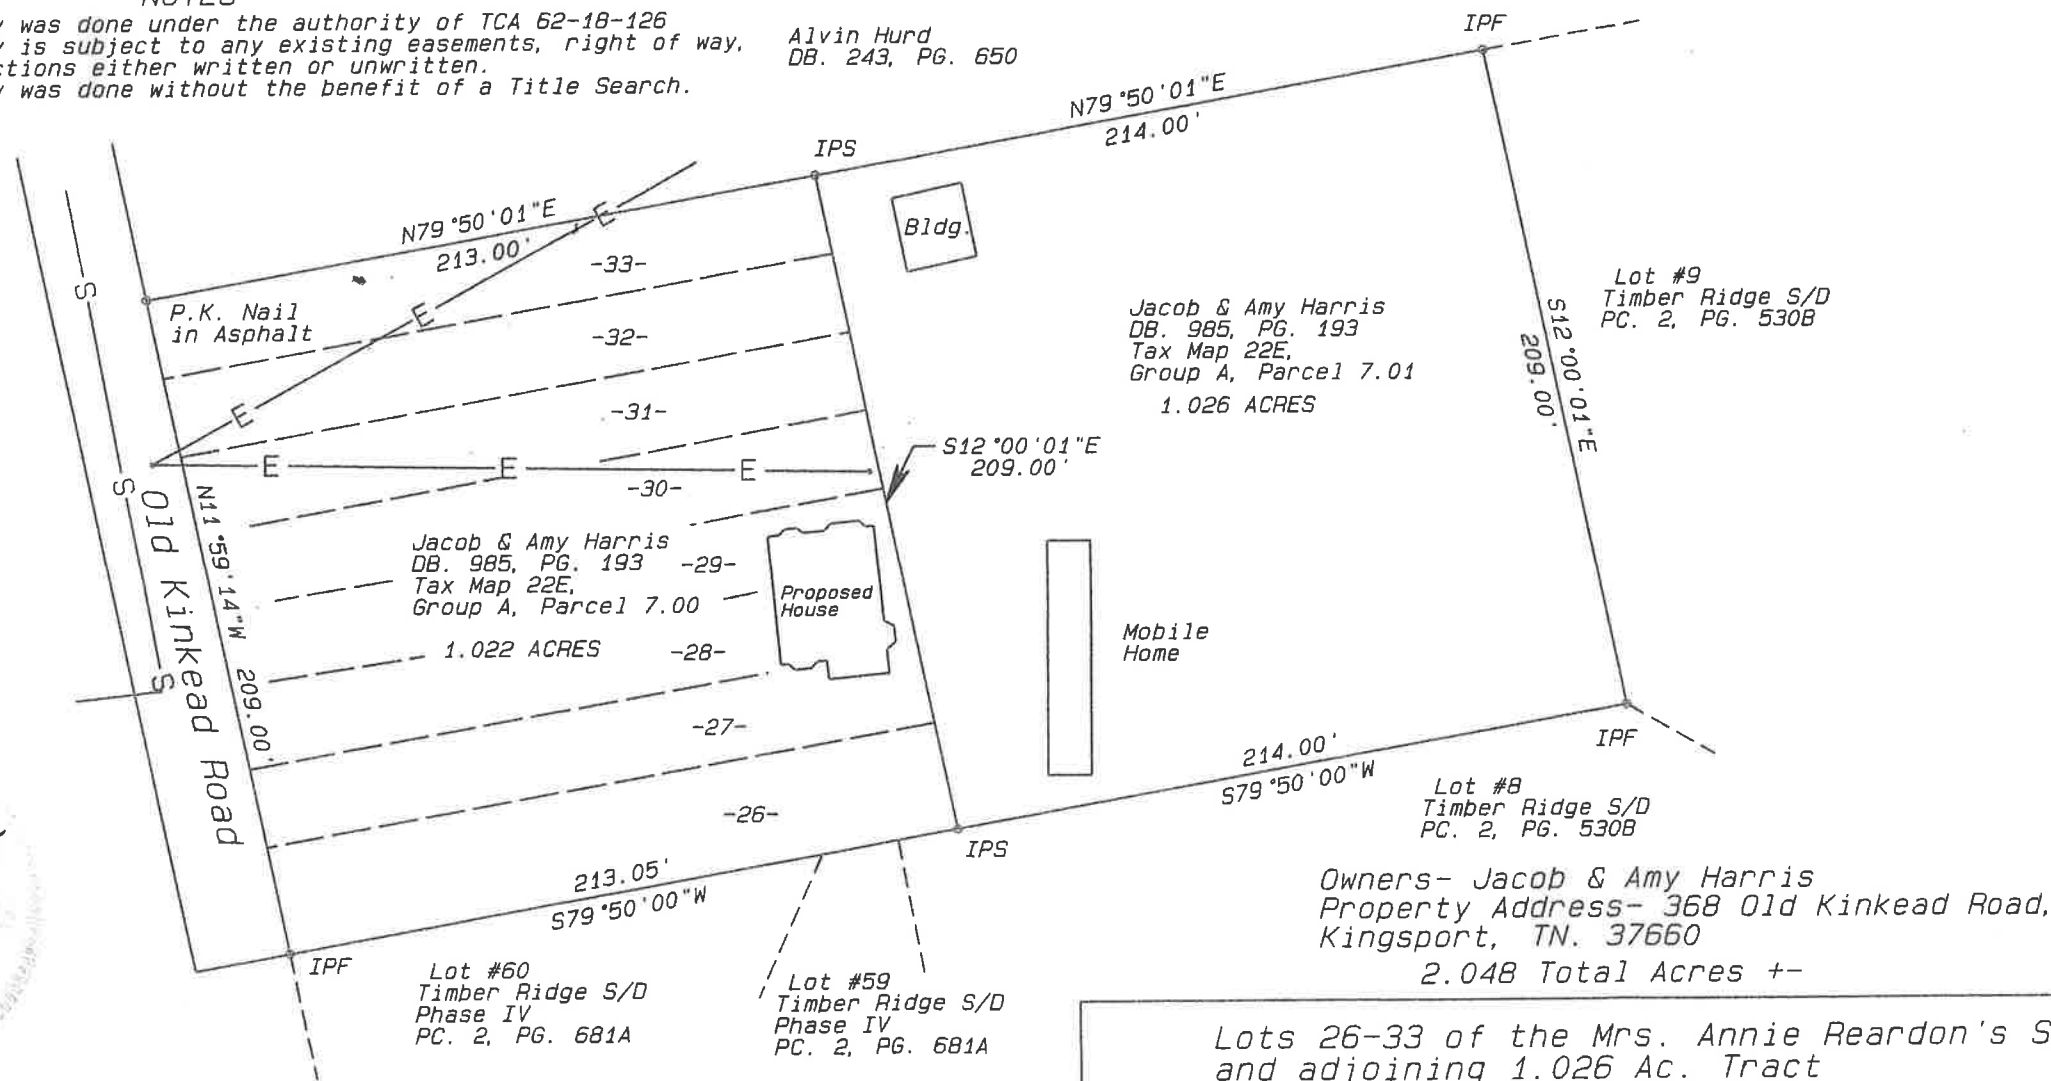 NOTES
was done under the authority of TCA 62-18-126
is subject to any existing easements, right of way,
either written or unwritten.
was done without the benefit of a Title Search.
Alvin Hurd
DB. 243, PG. 650
IPF
N79°50'01"E
214.00'
IPS
N79°50'01"E
213.00'
E
Bldg.
-33-
S
P.K. Nail
in Asphalt
E
-32-
Jacob & Amy Harris
DB. 985, PG. 193
Tax Map 22E,
Group A, Parcel 7.01
1.026 ACRES
S12°00'01"E
209.00'
Lot #9
Timber Ridge S/D
PC. 2, PG. 530B
E
-31-
S12°00'01"E
209.00'
E
E
E
S
-30-
Old Kinkead Road
N11°59'14"W 209.00'
Jacob & Amy Harris
DB. 985, PG. 193
Tax Map 22E,
Group A, Parcel 7.00
1.022 ACRES
-29-
Proposed
House
-28-
Mobile
Home
S
-27-
-26-
214.00'
S79°50'00"W
IPF
Lot #8
Timber Ridge S/D
PC. 2, PG. 530B
IPS
213.05'
S79°50'00"W
IPF
Lot #60
Timber Ridge S/D
Phase IV
PC. 2, PG. 681A
Lot #59
Timber Ridge S/D
Phase IV
PC. 2, PG. 681A
Owners- Jacob & Amy Harris
Property Address- 368 Old Kinkead Road,
Kingsport, TN. 37660
2.048 Total Acres +-
Lots 26-33 of the Mrs. Annie Reardon's S
and adjoining 1.026 Ac. Tract